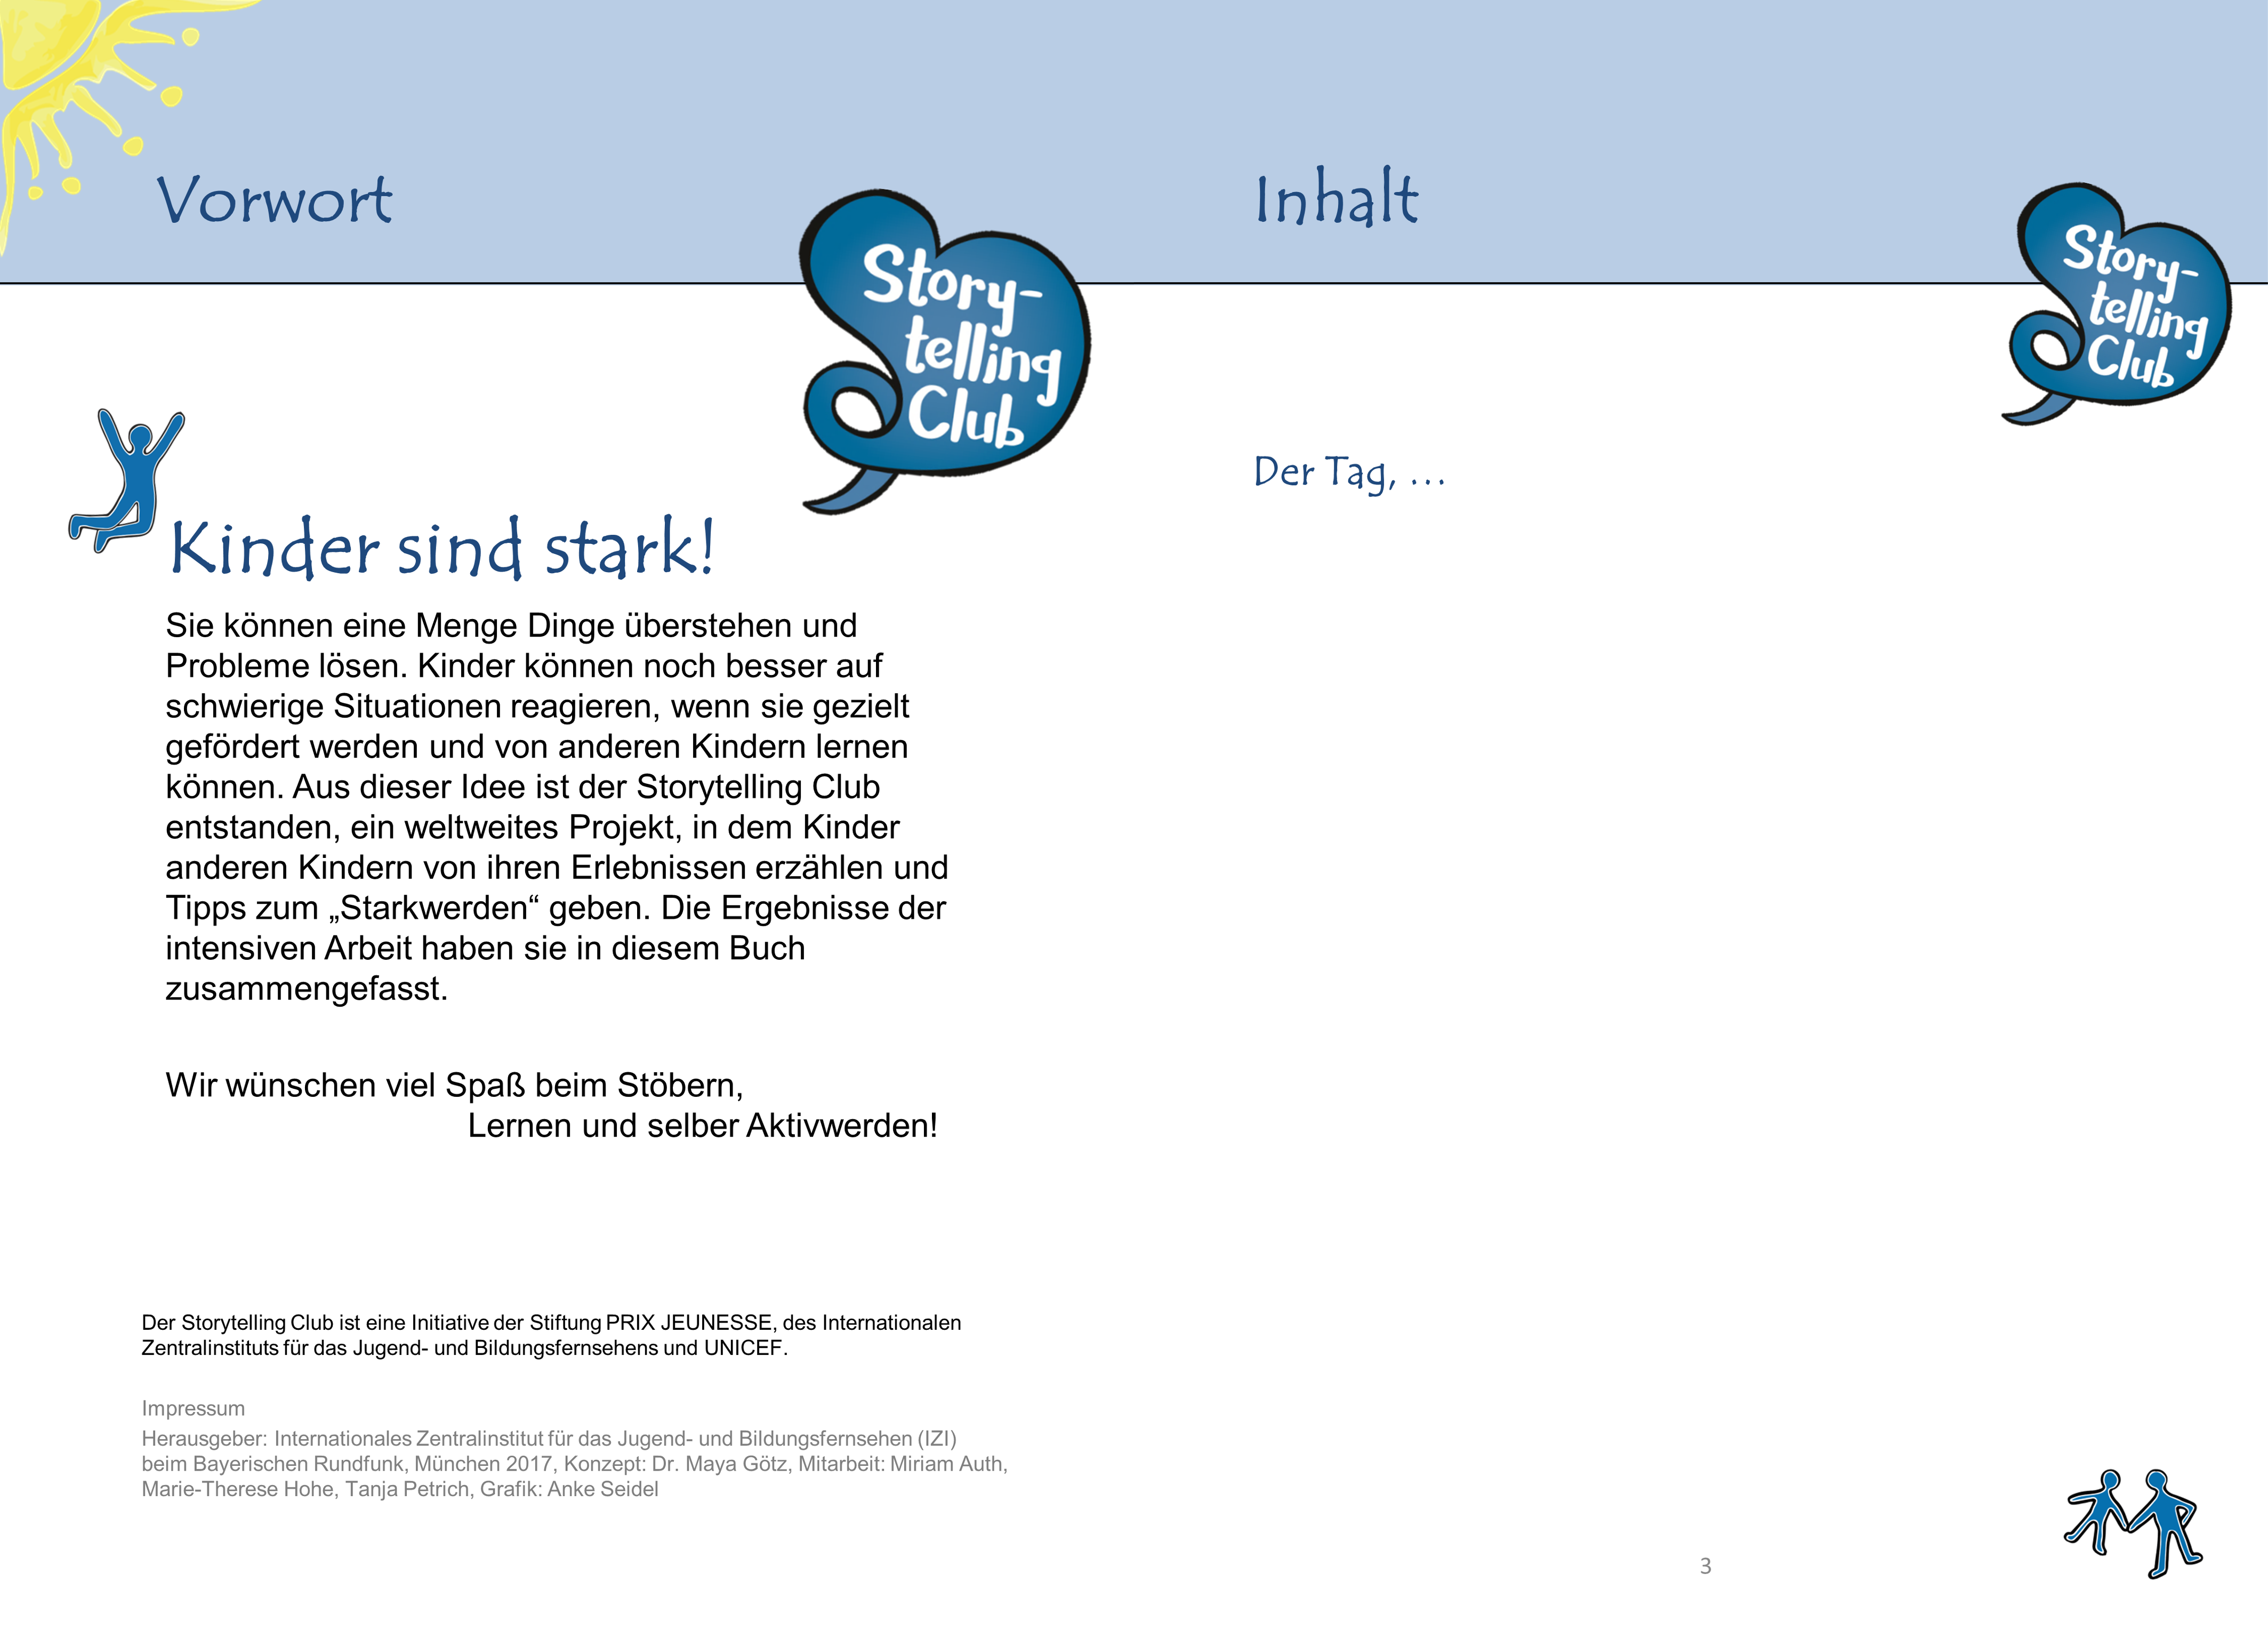 Vorwort
Story-
telling
Club
Kinder sind stark!
Sie können eine Menge Dinge überstehen und
Probleme lösen. Kinder können noch besser auf
schwierige Situationen reagieren, wenn sie gezielt
gefördert werden und von anderen Kindern lernen
können. Aus dieser Idee ist der Storytelling Club
entstanden, ein weltweites Projekt, in dem Kinder
anderen Kindern von ihren Erlebnissen erzählen und
Tipps zum „Starkwerden“ geben. Die Ergebnisse der
intensiven Arbeit haben sie in diesem Buch
zusammengefasst.
Wir wünschen viel Spaß beim Stöbern,
Lernen und selber Aktivwerden!
Der Storytelling Club ist eine Initiative der Stiftung PRIX JEUNESSE, des Internationalen
Zentralinstituts für das Jugend- und Bildungsfernsehens und UNICEF.
Impressum
Herausgeber: Internationales Zentralinstitut für das Jugend- und Bildungsfernsehen (IZI)
beim Bayerischen Rundfunk, München 2017, Konzept: Dr. Maya Götz, Mitarbeit: Miriam Auth,
Marie-Therese Hohe, Tanja Petrich, Grafik: Anke Seidel
Inhalt
Story-
telling
Club
Der Tag, ...
3